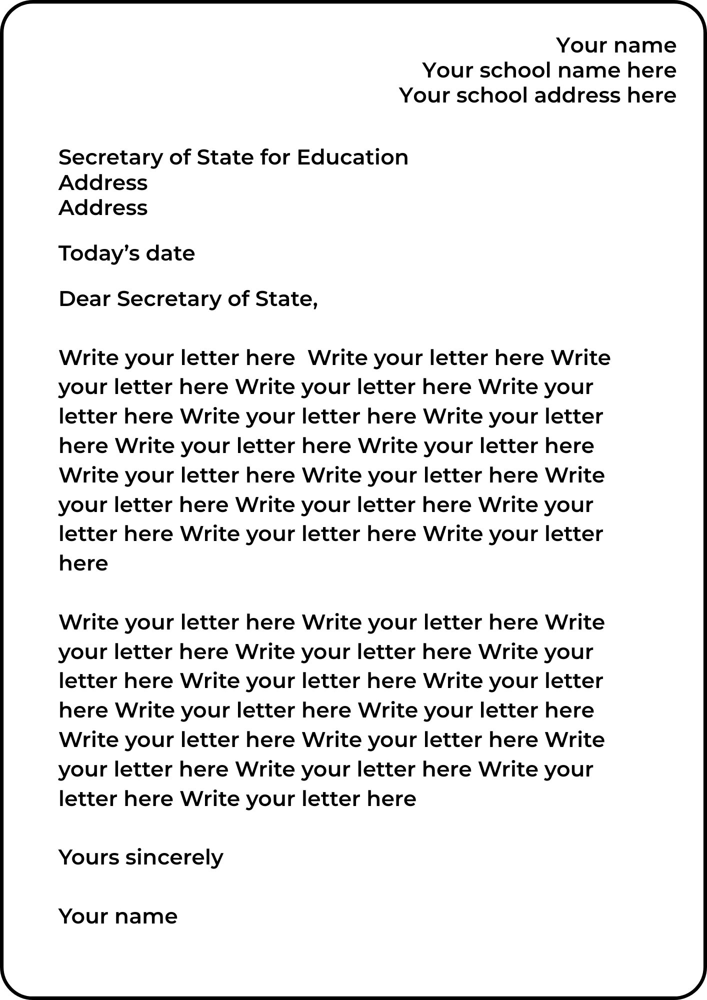 Your name
Your school name here
Your school address here
Secretary of State for Education
Address
Address
Today’s date
Dear Secretary of State,
Write your letter here  Write your letter here Write
your letter here Write your letter here Write your
letter here Write your letter here Write your letter
here Write your letter here Write your letter here
Write your letter here Write your letter here Write
your letter here Write your letter here Write your
letter here Write your letter here Write your letter
here
Write your letter here Write your letter here Write
your letter here Write your letter here Write your
letter here Write your letter here Write your letter
here Write your letter here Write your letter here
Write your letter here Write your letter here Write
your letter here Write your letter here Write your
letter here Write your letter here
Yours sincerely
Your name